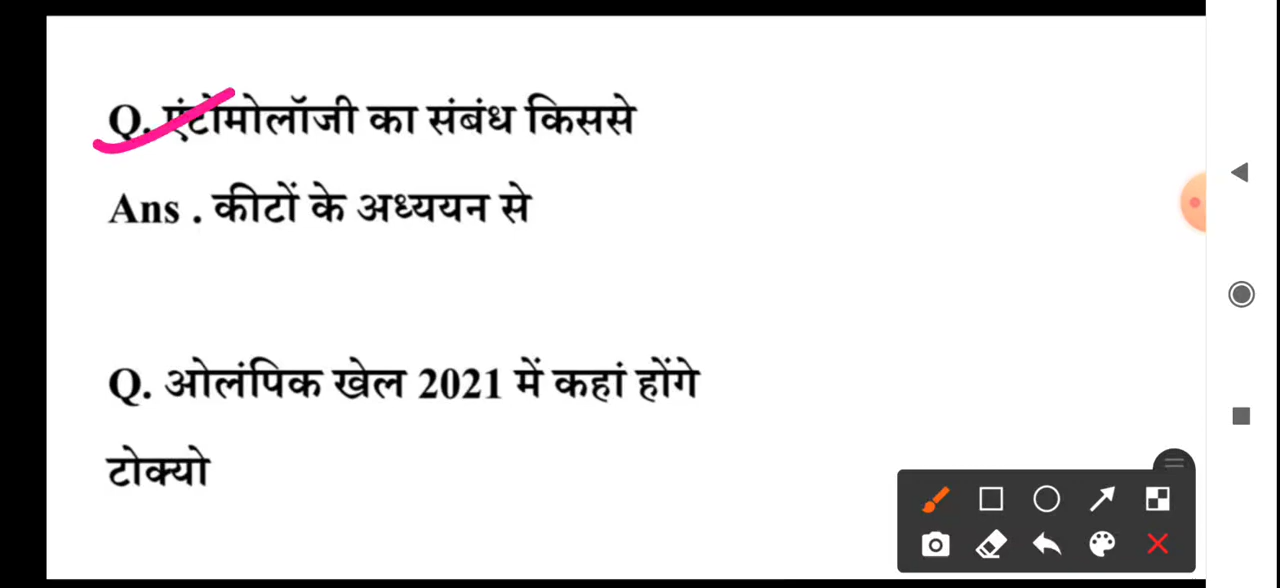 Q. एंटोमोलॉजी का संबंध किससे
Ans . कीटों के अध्ययन से
Q. ओलंपिक खेल 2021 में कहां होंगे
टोक्यो